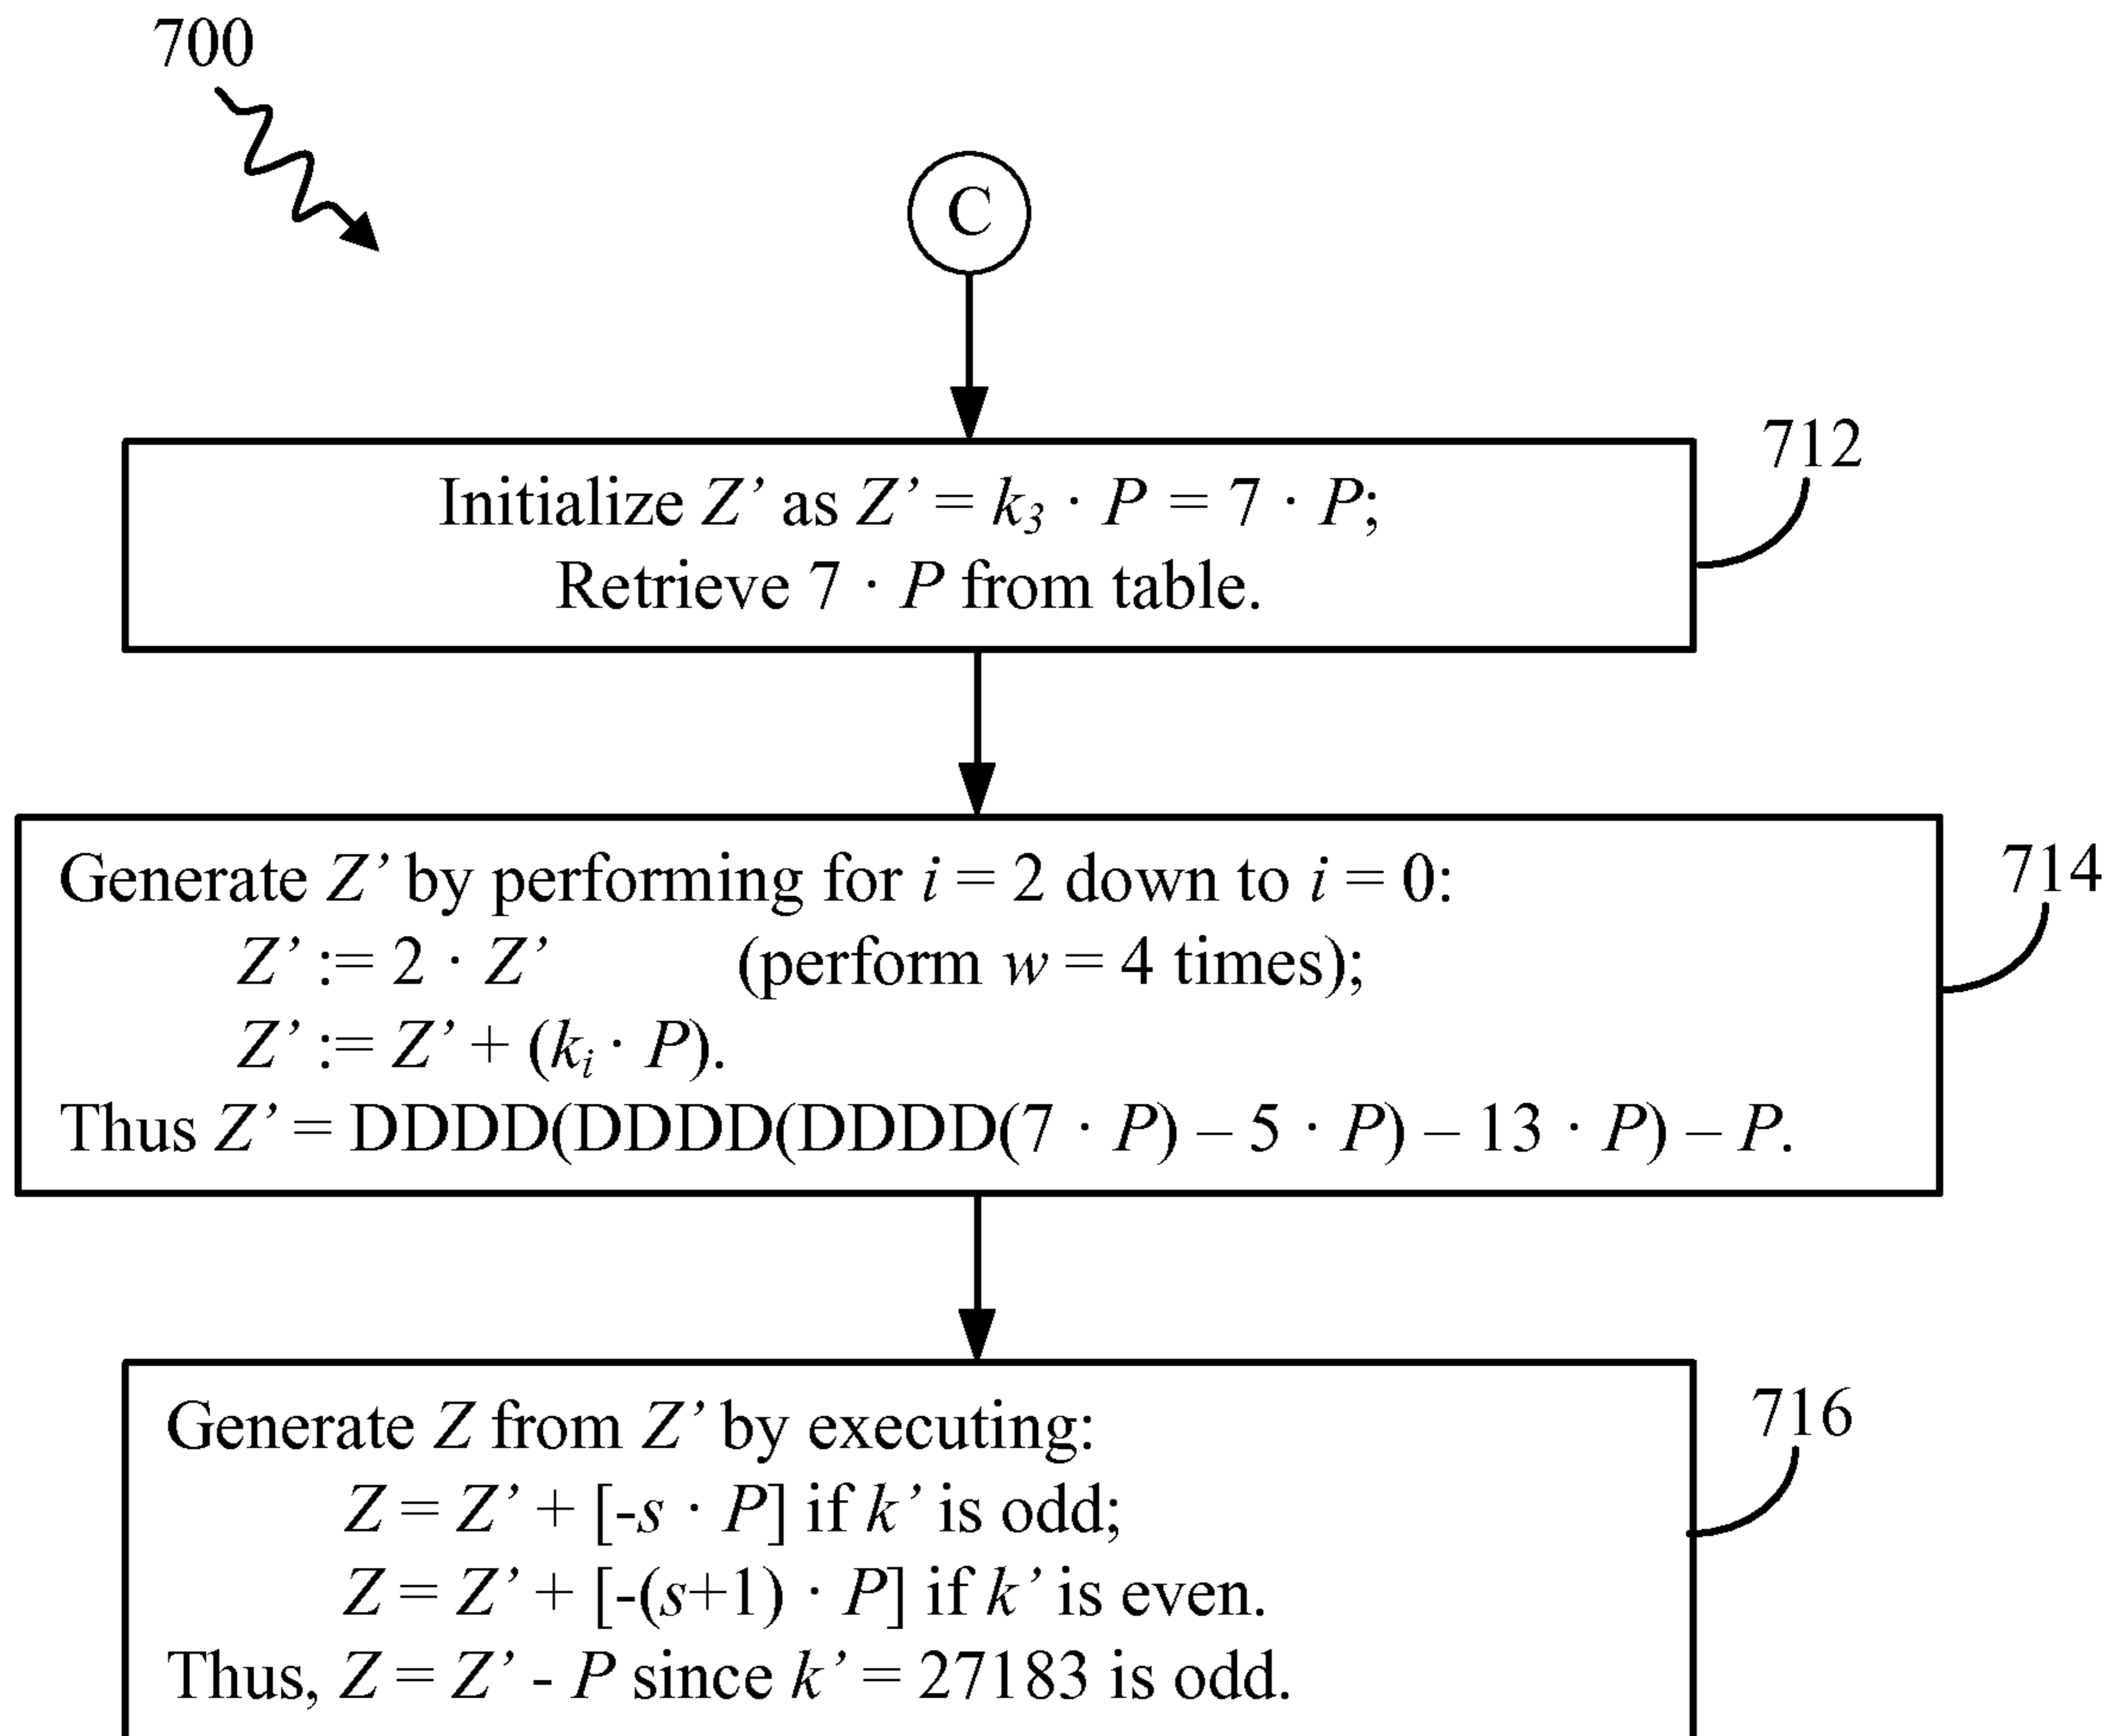 700
C
712
Initialize Z’ as Z’ = k3 · P = 7 · P;
Retrieve 7 · P from table.
714
Generate Z’ by performing for i = 2 down to i = 0:
Z’ := 2 · Z’ (perform w = 4 times);
Z’ := Z’ + (ki · P).
Thus Z’ = DDDD(DDDD(DDDD(7 · P) – 5 · P) – 13 · P) – P.
716
Generate Z from Z’ by executing:
Z = Z’ + [-s · P] if k’ is odd;
Z = Z’ + [-(s+1) · P] if k’ is even.
Thus, Z = Z’ - P since k’ = 27183 is odd.